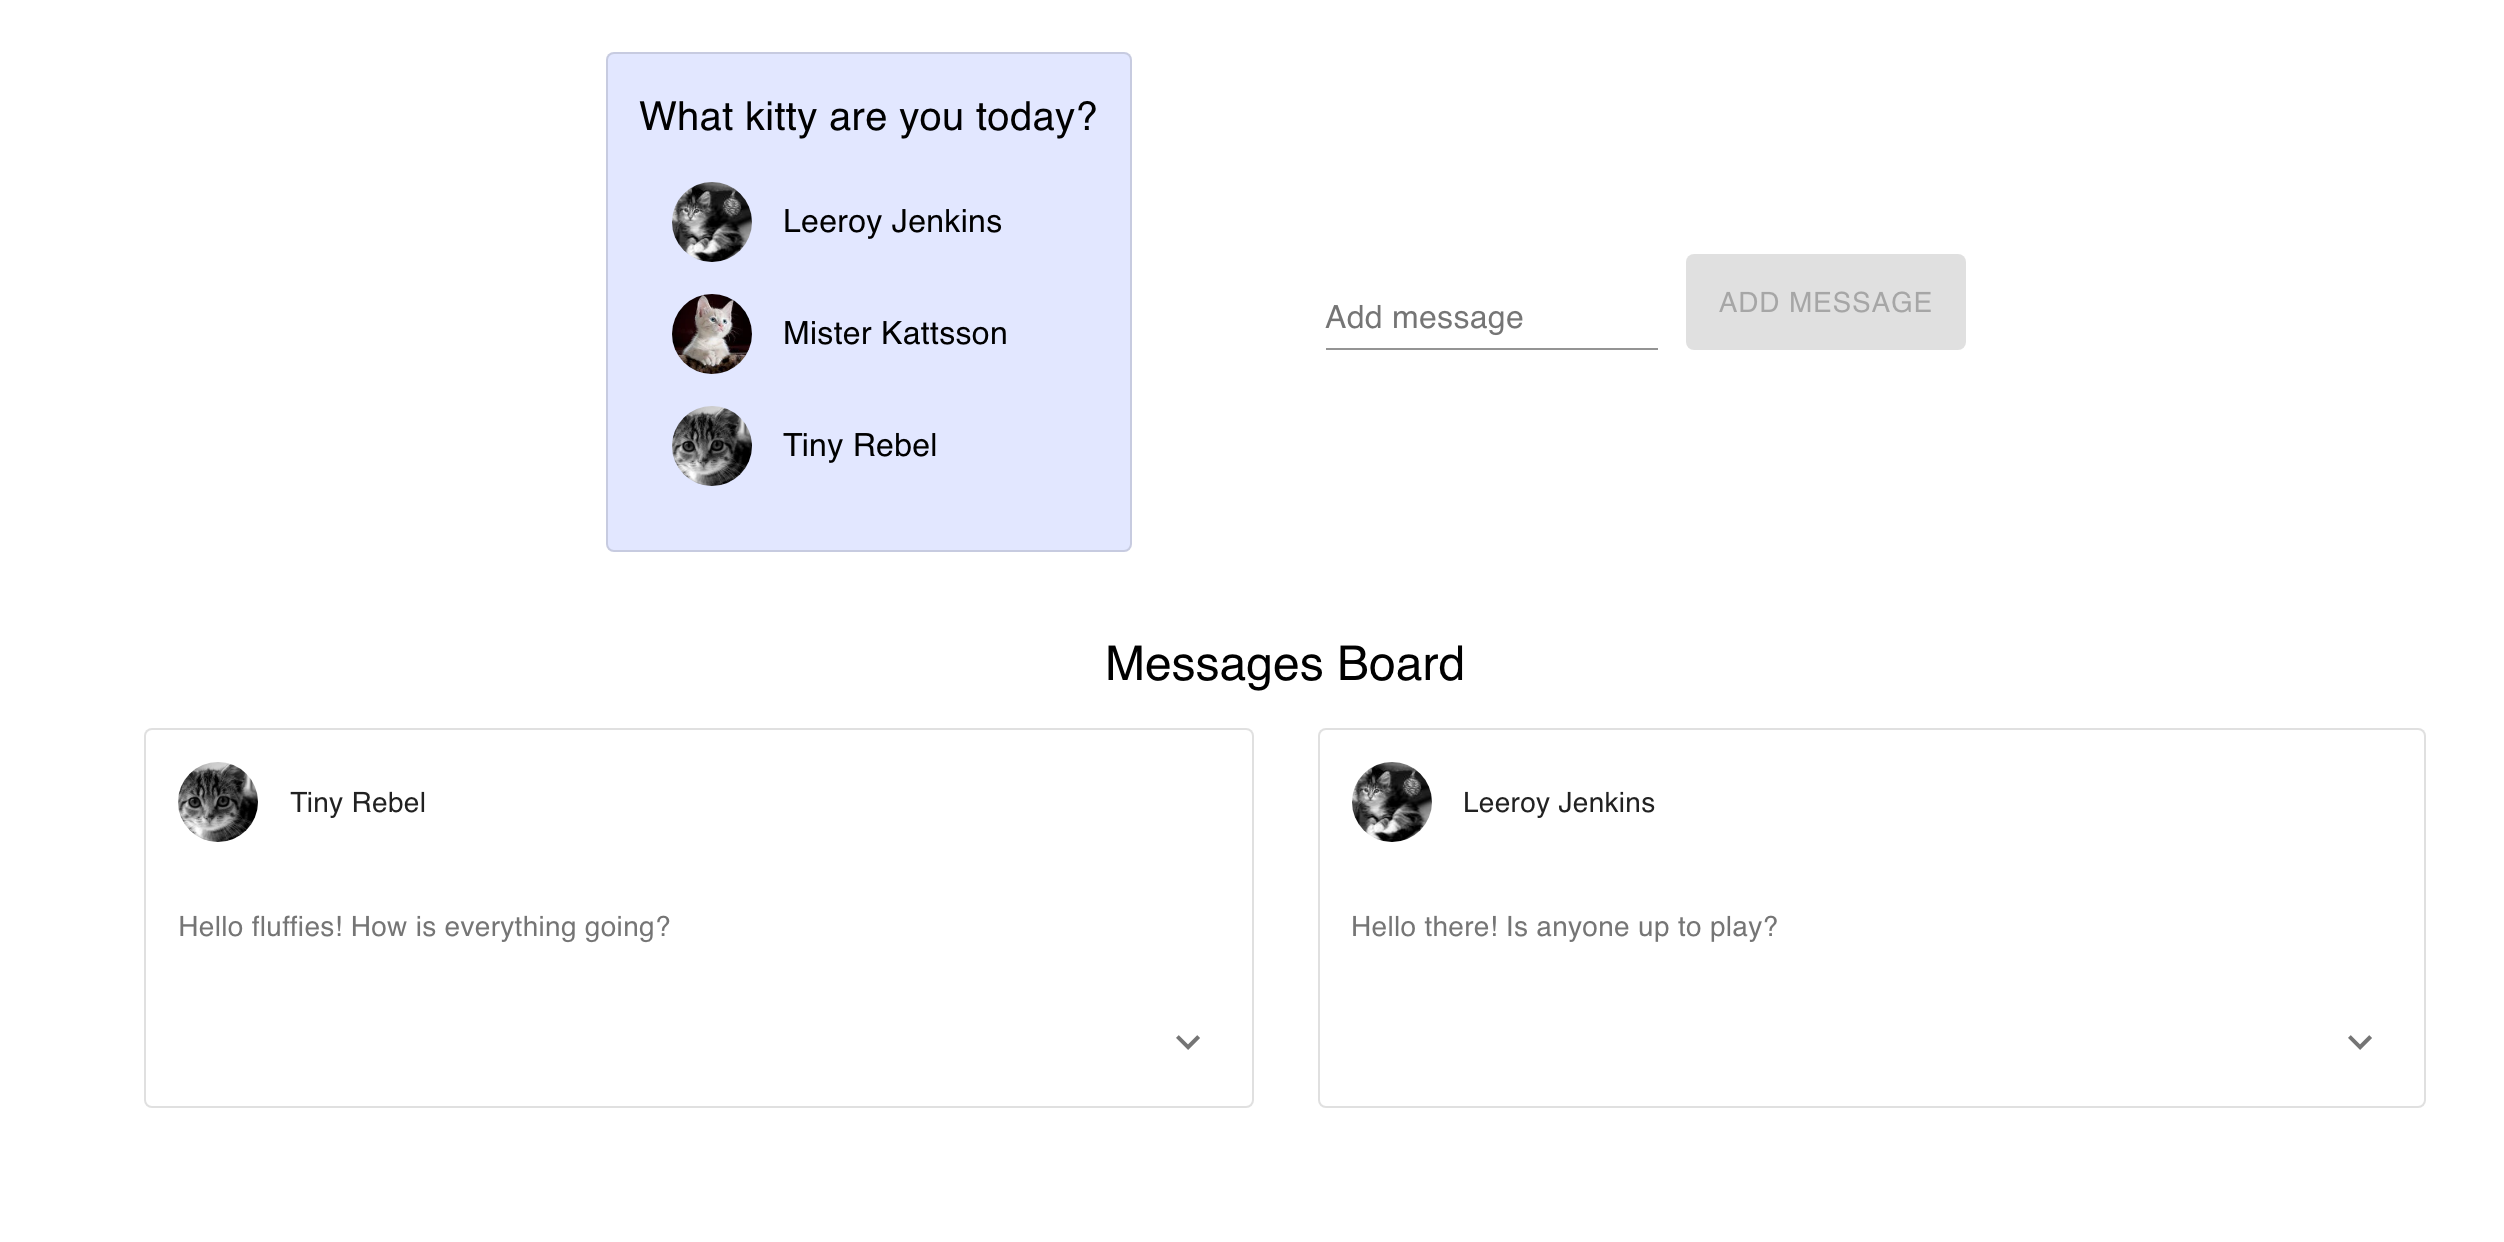 What kitty are you today?
Leeroy Jenkins
Mister Kattsson
Tiny Rebel
Add message
ADD MESSAGE
Messages Board
Tiny Rebel
Hello fluffies! How is everything going?
Leeroy Jenkins
Hello there! Is anyone up to play?